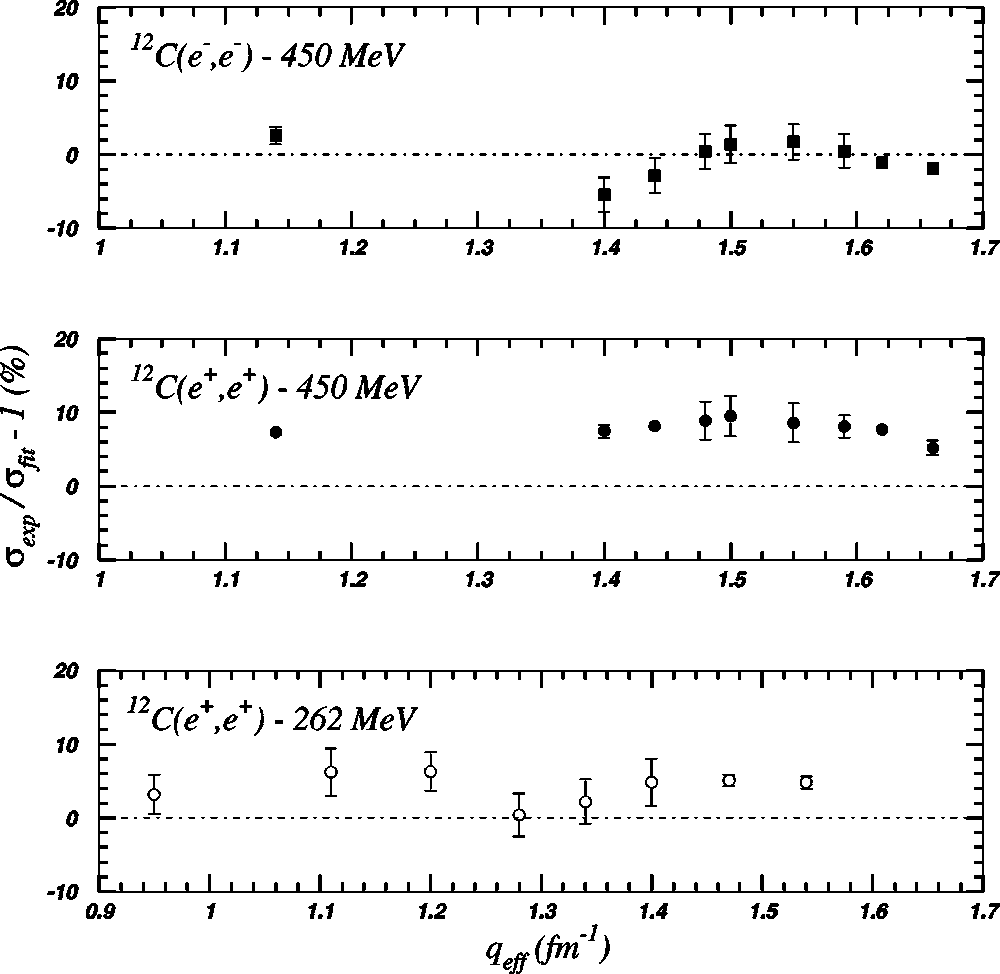 20
¹²C(e⁻,e⁻) - 450 MeV
10
0
-10
1 1.1 1.2 1.3 1.4 1.5 1.6 1.7
σexp / σfit - 1 (%)
20
¹²C(e⁺,e⁺) - 450 MeV
10
0
-10
1 1.1 1.2 1.3 1.4 1.5 1.6 1.7
20
¹²C(e⁺,e⁺) - 262 MeV
10
0
-10
0.9 1 1.1 1.2 1.3 1.4 1.5 1.6 1.7
qeff (fm⁻¹)